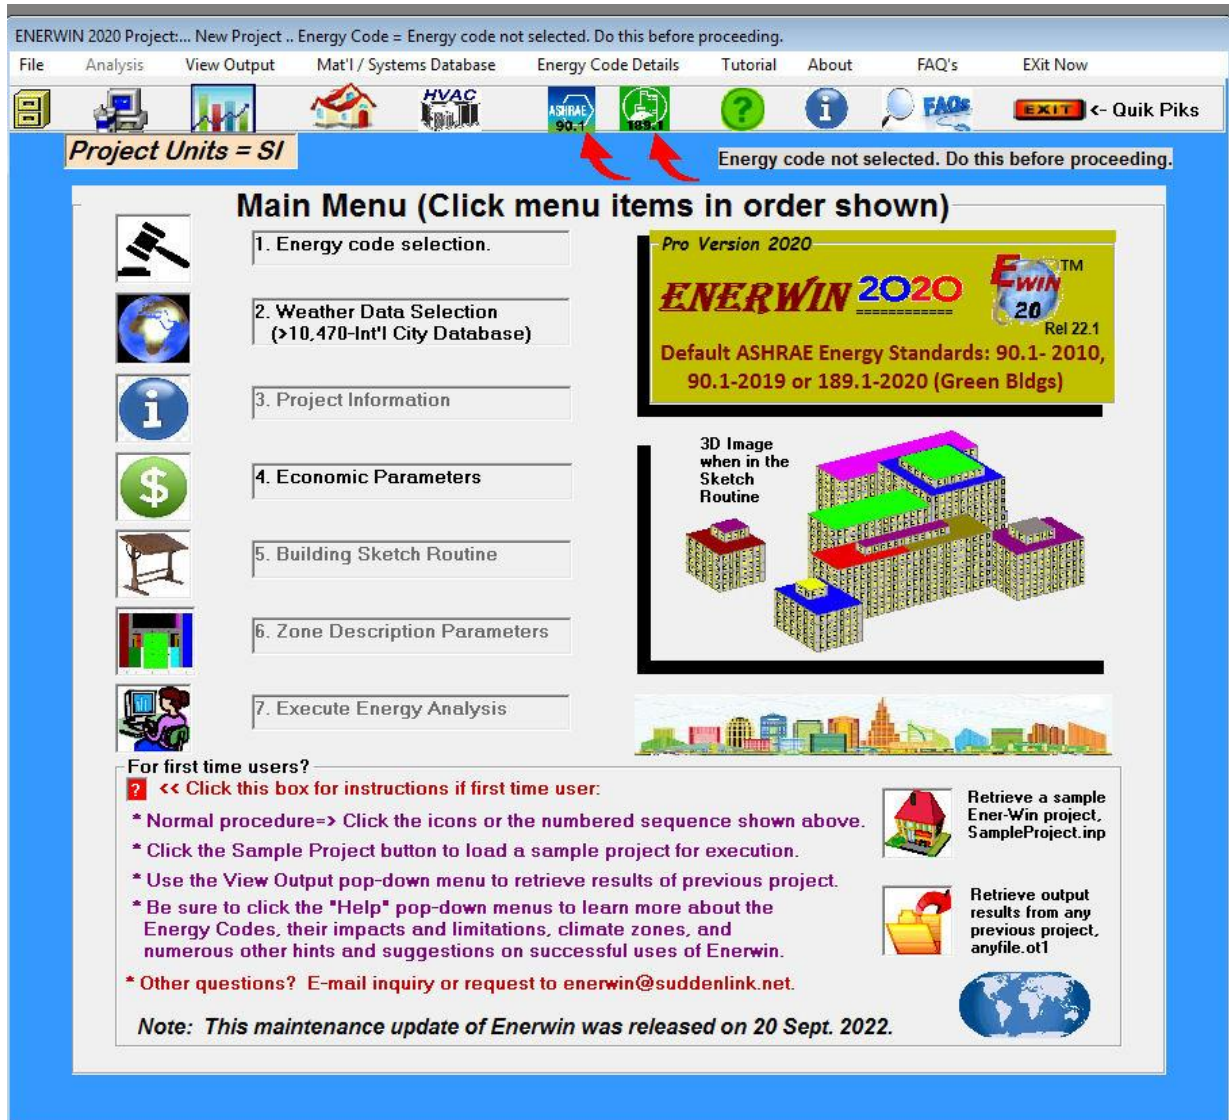 ENERWIN 2020 Project:... New Project .. Energy Code = Energy code not selected. Do this before proceeding.
File Analysis View Output Mat'l / Systems Database Energy Code Details Tutorial About FAQ's EXit Now
HVAC
ASHRAE
90.1
189.1
?
i
FAQs
EXIT <- Quik Piks
Project Units = SI
Energy code not selected. Do this before proceeding.
Main Menu (Click menu items in order shown)
1. Energy code selection.
2. Weather Data Selection
(>10,470-Int'l City Database)
i
3. Project Information
$
4. Economic Parameters
5. Building Sketch Routine
6. Zone Description Parameters
7. Execute Energy Analysis
Pro Version 2020
ENERWIN 2020
EWIN
20
TM
Rel 22.1
Default ASHRAE Energy Standards: 90.1- 2010,
90.1-2019 or 189.1-2020 (Green Bldgs)
3D Image
when in the
Sketch
Routine
For first time users?
? << Click this box for instructions if first time user:
* Normal procedure=> Click the icons or the numbered sequence shown above.
* Click the Sample Project button to load a sample project for execution.
* Use the View Output pop-down menu to retrieve results of previous project.
* Be sure to click the "Help" pop-down menus to learn more about the
Energy Codes, their impacts and limitations, climate zones, and
numerous other hints and suggestions on successful uses of Enerwin.
* Other questions? E-mail inquiry or request to enerwin@suddenlink.net.
Note: This maintenance update of Enerwin was released on 20 Sept. 2022.
Retrieve a sample
Ener-Win project,
SampleProject.inp
Retrieve output
results from any
previous project,
anyfile.ot1